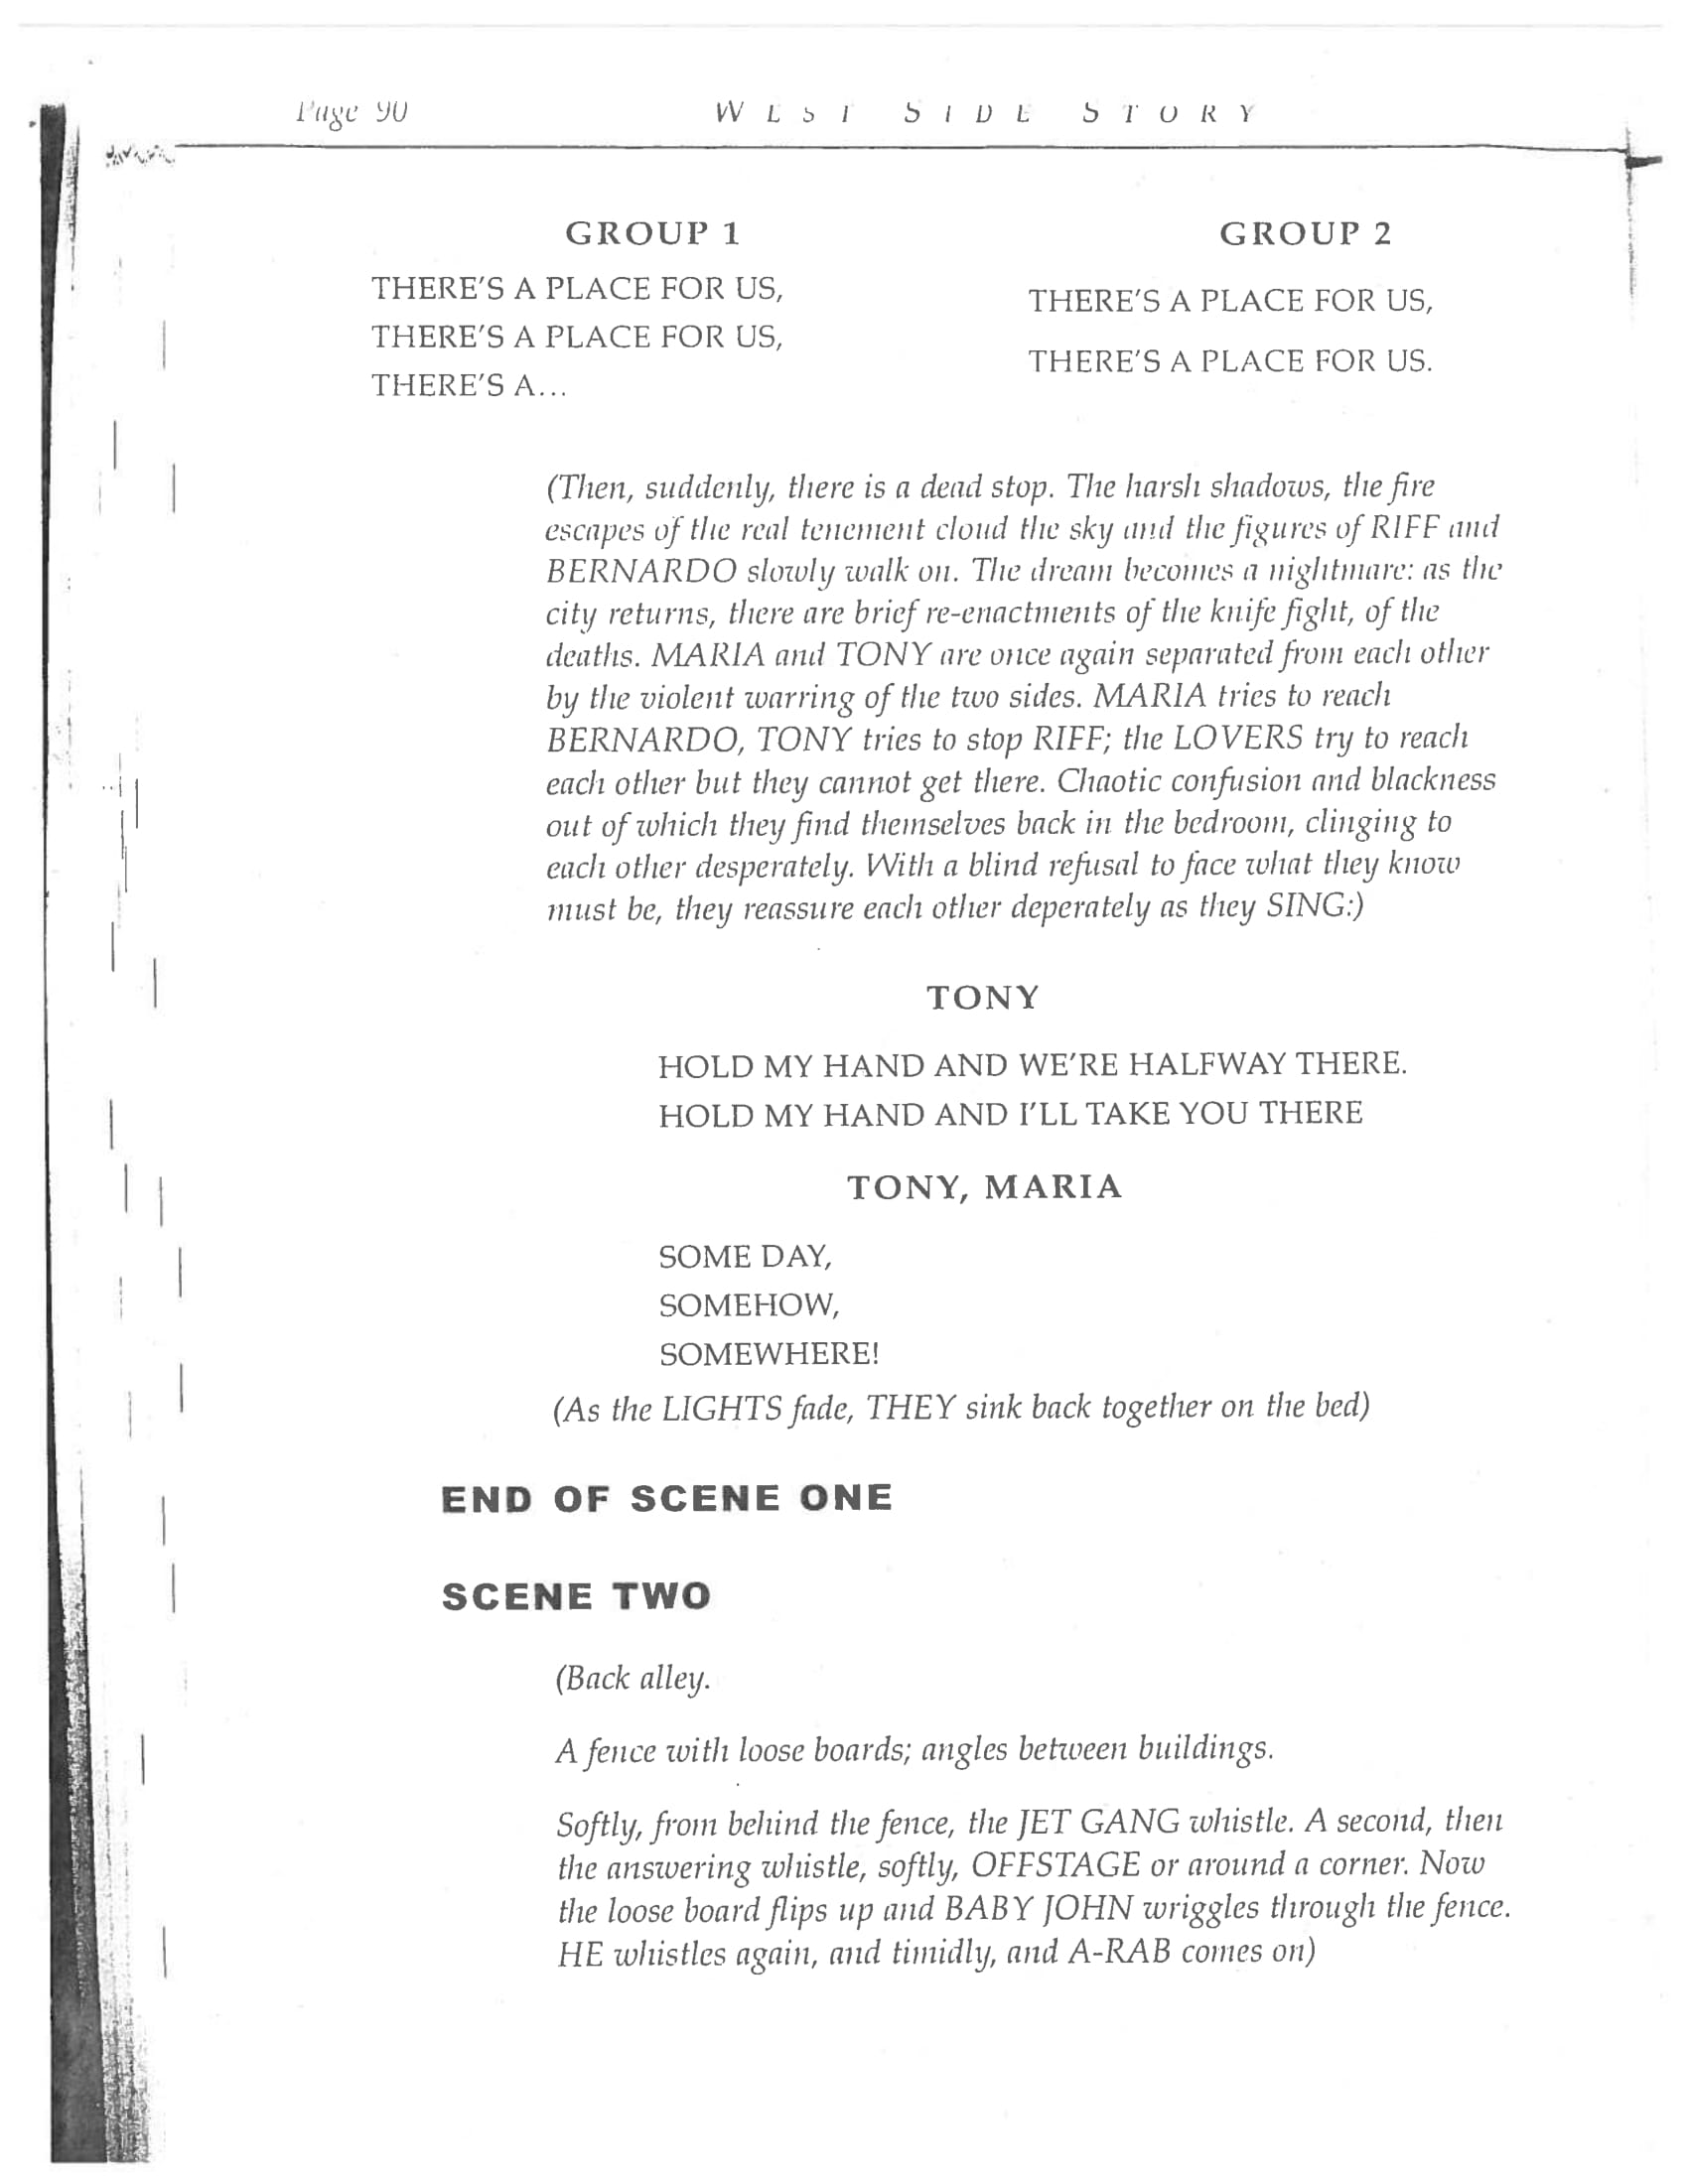 Page 90 WEST SIDE STORY
GROUP 1
THERE'S A PLACE FOR US,
THERE'S A PLACE FOR US,
THERE'S A...
GROUP 2
THERE'S A PLACE FOR US,
THERE'S A PLACE FOR US.
(Then, suddenly, there is a dead stop. The harsh shadows, the fire
escapes of the real tenement cloud the sky and the figures of RIFF and
BERNARDO slowly walk on. The dream becomes a nightmare: as the
city returns, there are brief re-enactments of the knife fight, of the
deaths. MARIA and TONY are once again separated from each other
by the violent warring of the two sides. MARIA tries to reach
BERNARDO, TONY tries to stop RIFF; the LOVERS try to reach
each other but they cannot get there. Chaotic confusion and blackness
out of which they find themselves back in the bedroom, clinging to
each other desperately. With a blind refusal to face what they know
must be, they reassure each other deperately as they SING:)
TONY
HOLD MY HAND AND WE'RE HALFWAY THERE.
HOLD MY HAND AND I'LL TAKE YOU THERE
TONY, MARIA
SOME DAY,
SOMEHOW,
SOMEWHERE!
(As the LIGHTS fade, THEY sink back together on the bed)
END OF SCENE ONE
SCENE TWO
(Back alley.
A fence with loose boards; angles between buildings.
Softly, from behind the fence, the JET GANG whistle. A second, then
the answering whistle, softly, OFFSTAGE or around a corner. Now
the loose board flips up and BABY JOHN wriggles through the fence.
HE whistles again, and timidly, and A-RAB comes on)